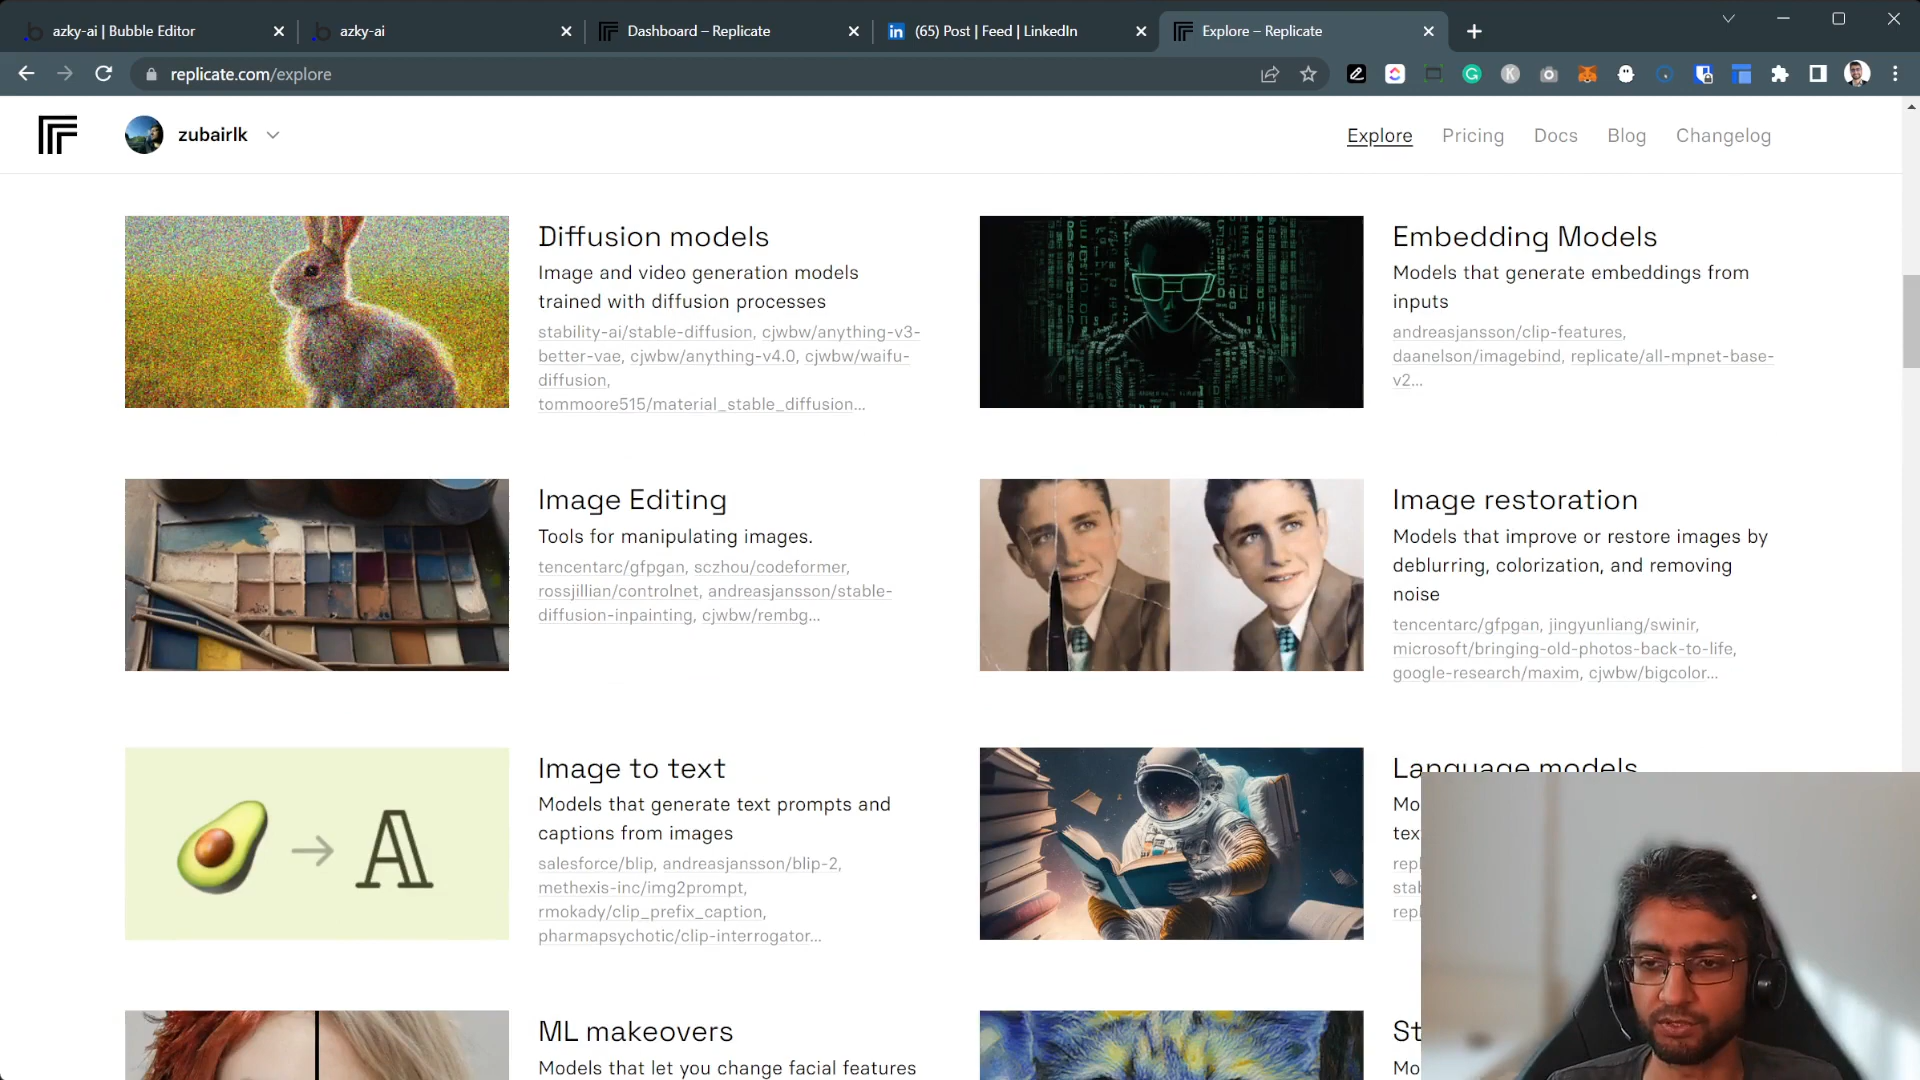 azky-ai | Bubble Editor
azky-ai
Dashboard – Replicate
(65) Post | Feed | LinkedIn
Explore – Replicate
replicate.com/explore
zubairlk
Explore
Pricing
Docs
Blog
Changelog
Diffusion models
Image and video generation models
trained with diffusion processes
stability-ai/stable-diffusion, cjwbw/anything-v3-
better-vae, cjwbw/anything-v4.0, cjwbw/waifu-
diffusion,
tommoore515/material_stable_diffusion...
Embedding Models
Models that generate embeddings from
inputs
andreasjansson/clip-features,
daanelson/imagebind, replicate/all-mpnet-base-
v2...
Image Editing
Tools for manipulating images.
tencentarc/gfpgan, sczhou/codeformer,
rossjillian/controlnet, andreasjansson/stable-
diffusion-inpainting, cjwbw/rembg...
Image restoration
Models that improve or restore images by
deblurring, colorization, and removing
noise
tencentarc/gfpgan, jingyunliang/swinir,
microsoft/bringing-old-photos-back-to-life,
google-research/maxim, cjwbw/bigcolor...
Image to text
Models that generate text prompts and
captions from images
salesforce/blip, andreasjansson/blip-2,
methexis-inc/img2prompt,
rmokady/clip_prefix_caption,
pharmapsychotic/clip-interrogator...
Language models
Mo
tex
repl
stab
repl
ML makeovers
Models that let you change facial features
St
Mo